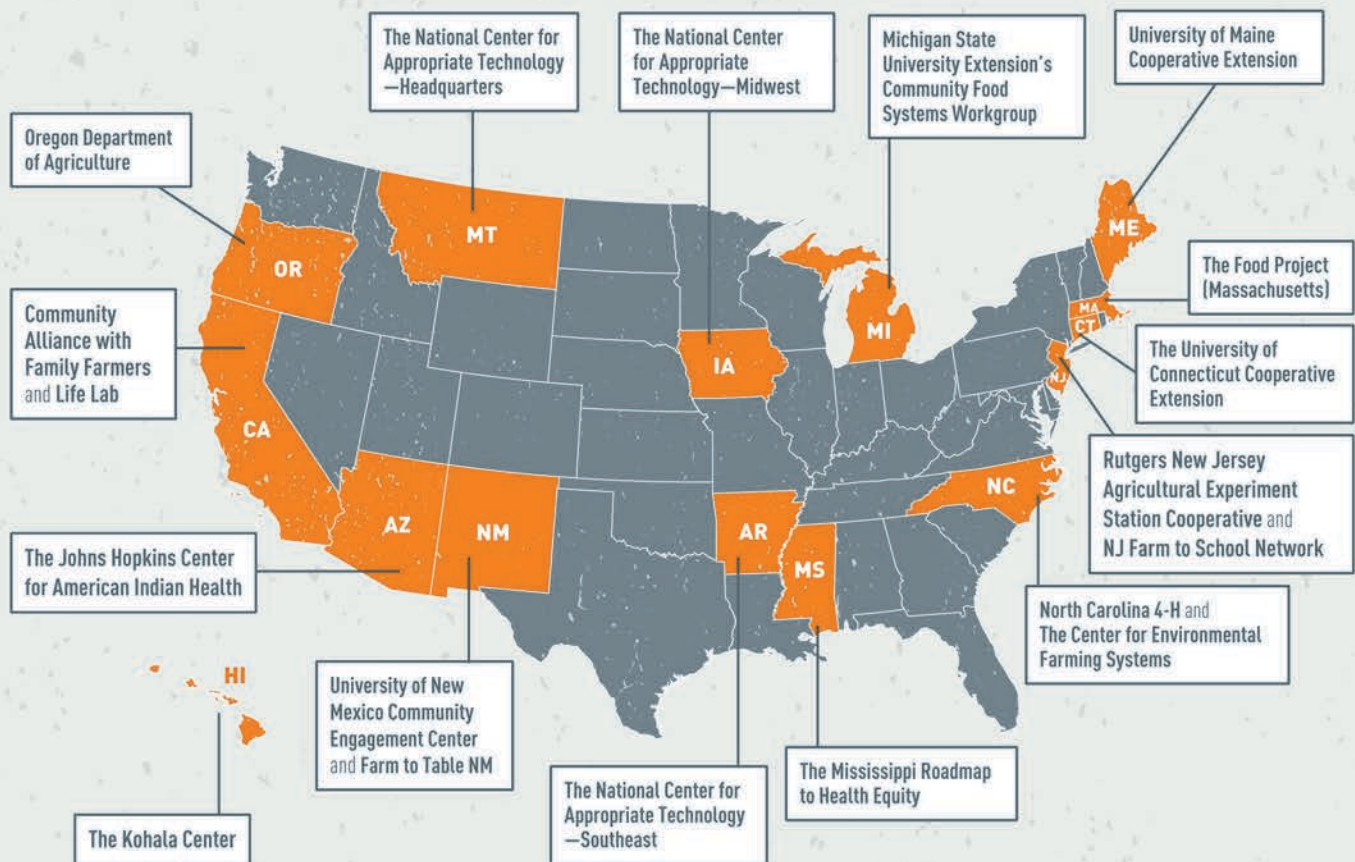 The National Center for
Appropriate Technology
—Headquarters
The National Center
for Appropriate
Technology—Midwest
Michigan State
University Extension's
Community Food
Systems Workgroup
University of Maine
Cooperative Extension
Oregon Department
of Agriculture
The Food Project
(Massachusetts)
Community
Alliance with
Family Farmers
and Life Lab
The University of
Connecticut Cooperative
Extension
Rutgers New Jersey
Agricultural Experiment
Station Cooperative and
NJ Farm to School Network
The Johns Hopkins Center
for American Indian Health
North Carolina 4-H and
The Center for Environmental
Farming Systems
University of New
Mexico Community
Engagement Center
and Farm to Table NM
The Mississippi Roadmap
to Health Equity
The National Center for
Appropriate Technology
—Southeast
The Kohala Center
MT
OR
ME
MA
CT
MI
IA
NJ
CA
NC
AZ
NM
AR
MS
HI